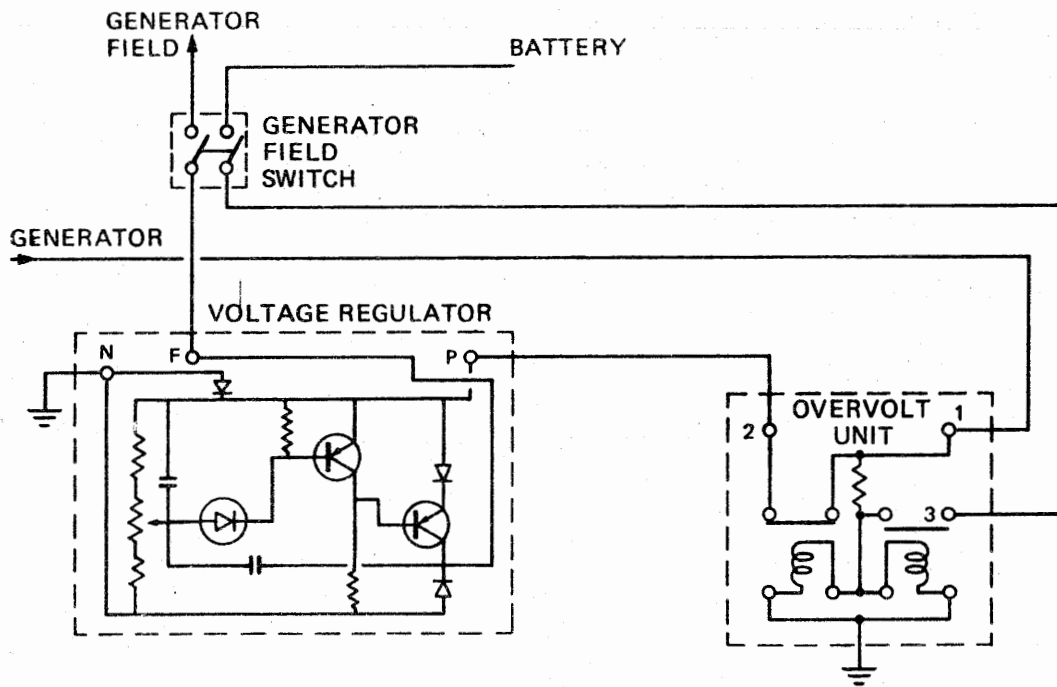 GENERATOR
FIELD
BATTERY
GENERATOR
FIELD
SWITCH
GENERATOR
VOLTAGE REGULATOR
N
F
P
OVERVOLT
UNIT
2
1
3